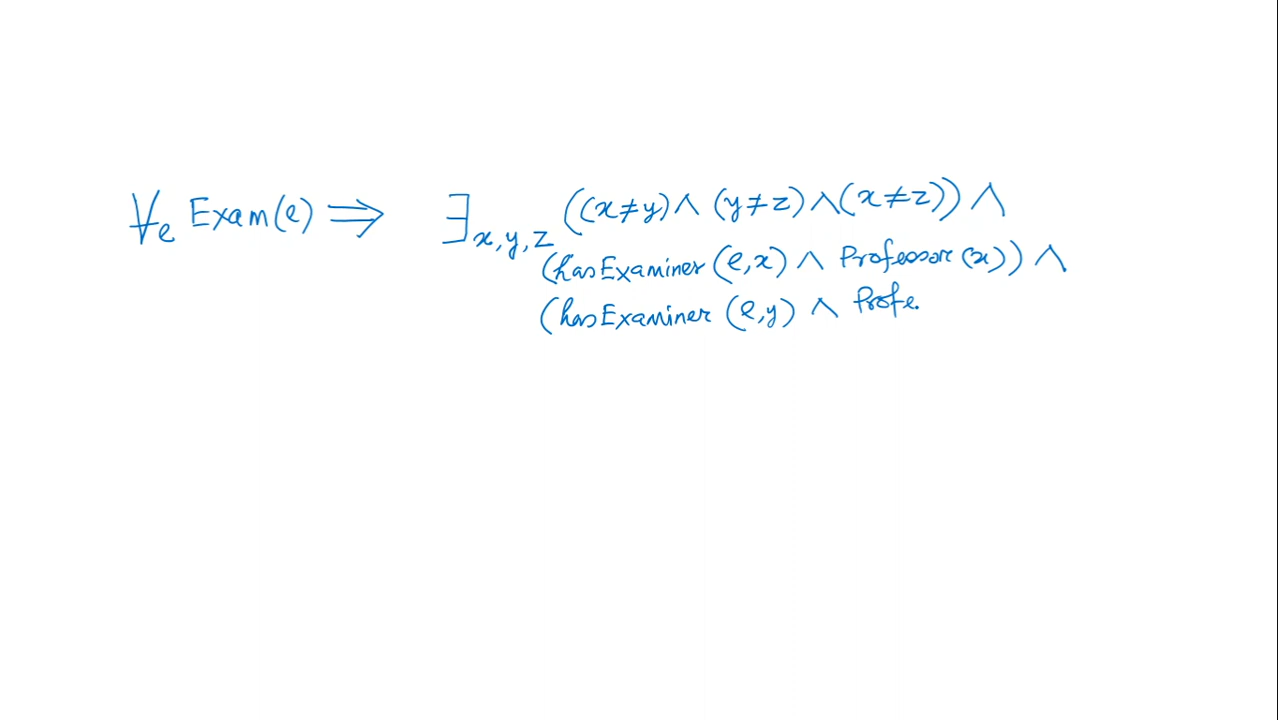 ∀e Exam(e) ⇒ ∃x,y,z ((x≠y)∧(y≠z)∧(x≠z))∧
(hasExaminer(e,x) ∧ Professor(x)) ∧
(hasExaminer(e,y) ∧ Profe